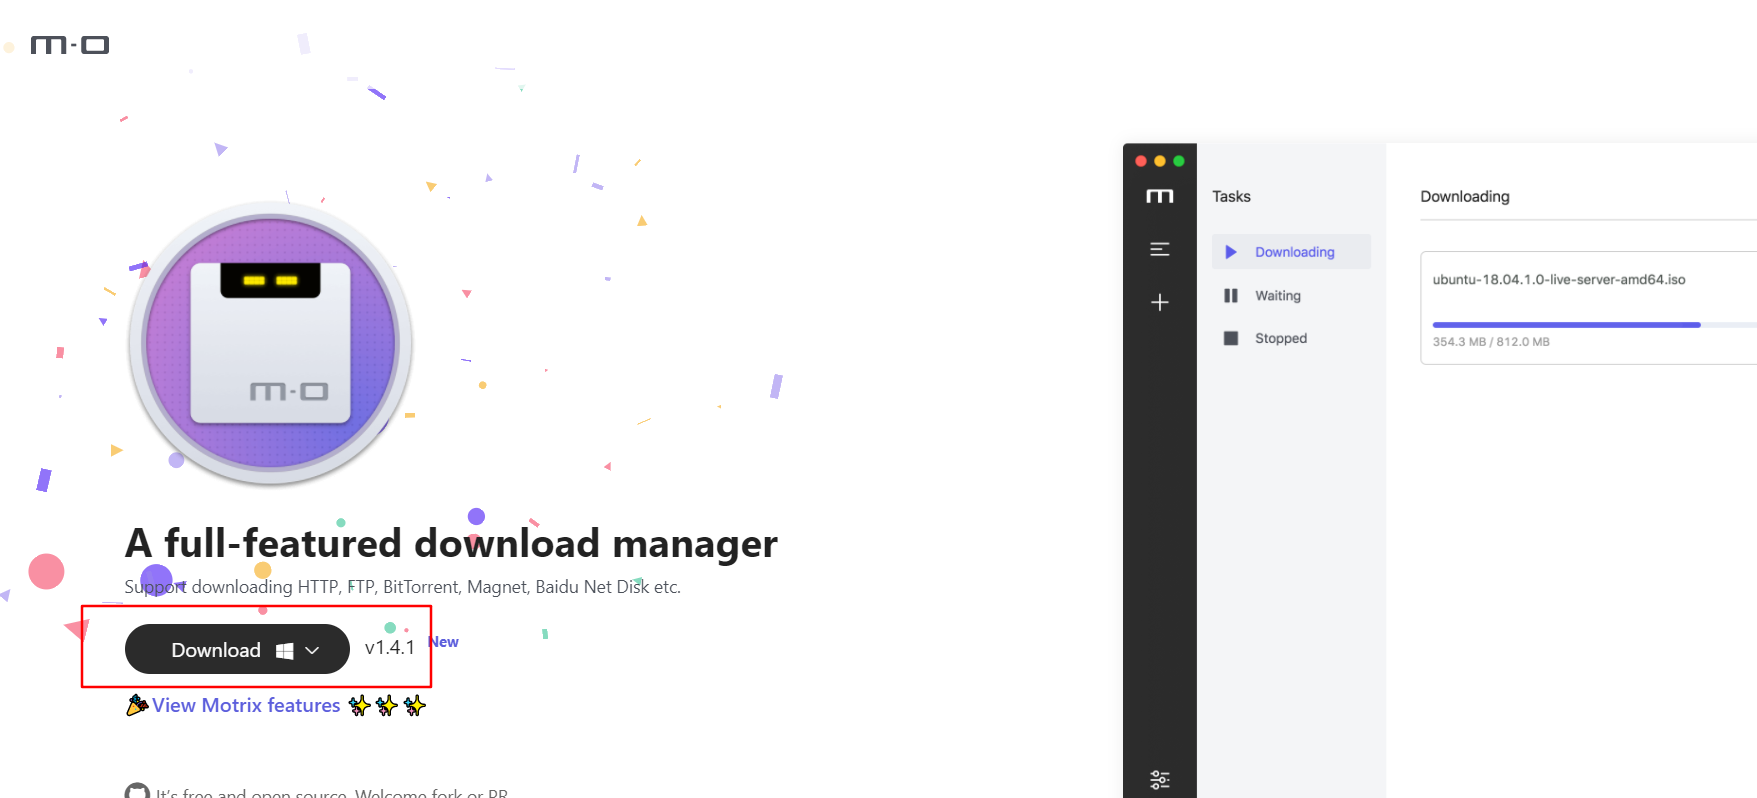 m-o
m-o
A full-featured download manager
Support downloading HTTP, FTP, BitTorrent, Magnet, Baidu Net Disk etc.
Download
v1.4.1
New
View Motrix features
It's free and open source. Welcome fork or PR
m
Tasks
Downloading
Waiting
Stopped
Downloading
ubuntu-18.04.1.0-live-server-amd64.iso
354.3 MB / 812.0 MB